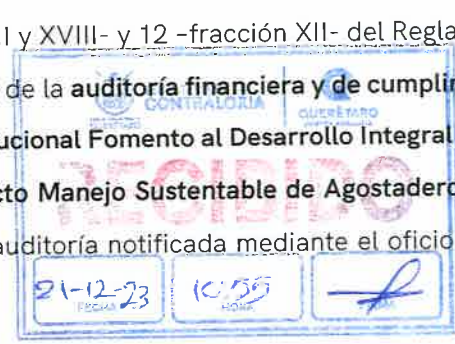 I y XVIII- y 12 –fracción XII- del Regla
de la auditoría financiera y de cumplin
CONTRALORIA QUERÉTARO
ucional Fomento al Desarrollo Integral
RECIBIDO
cto Manejo Sustentable de Agostadero
auditoría notificada mediante el oficio
21-12-23 10:55
FECHA HORA